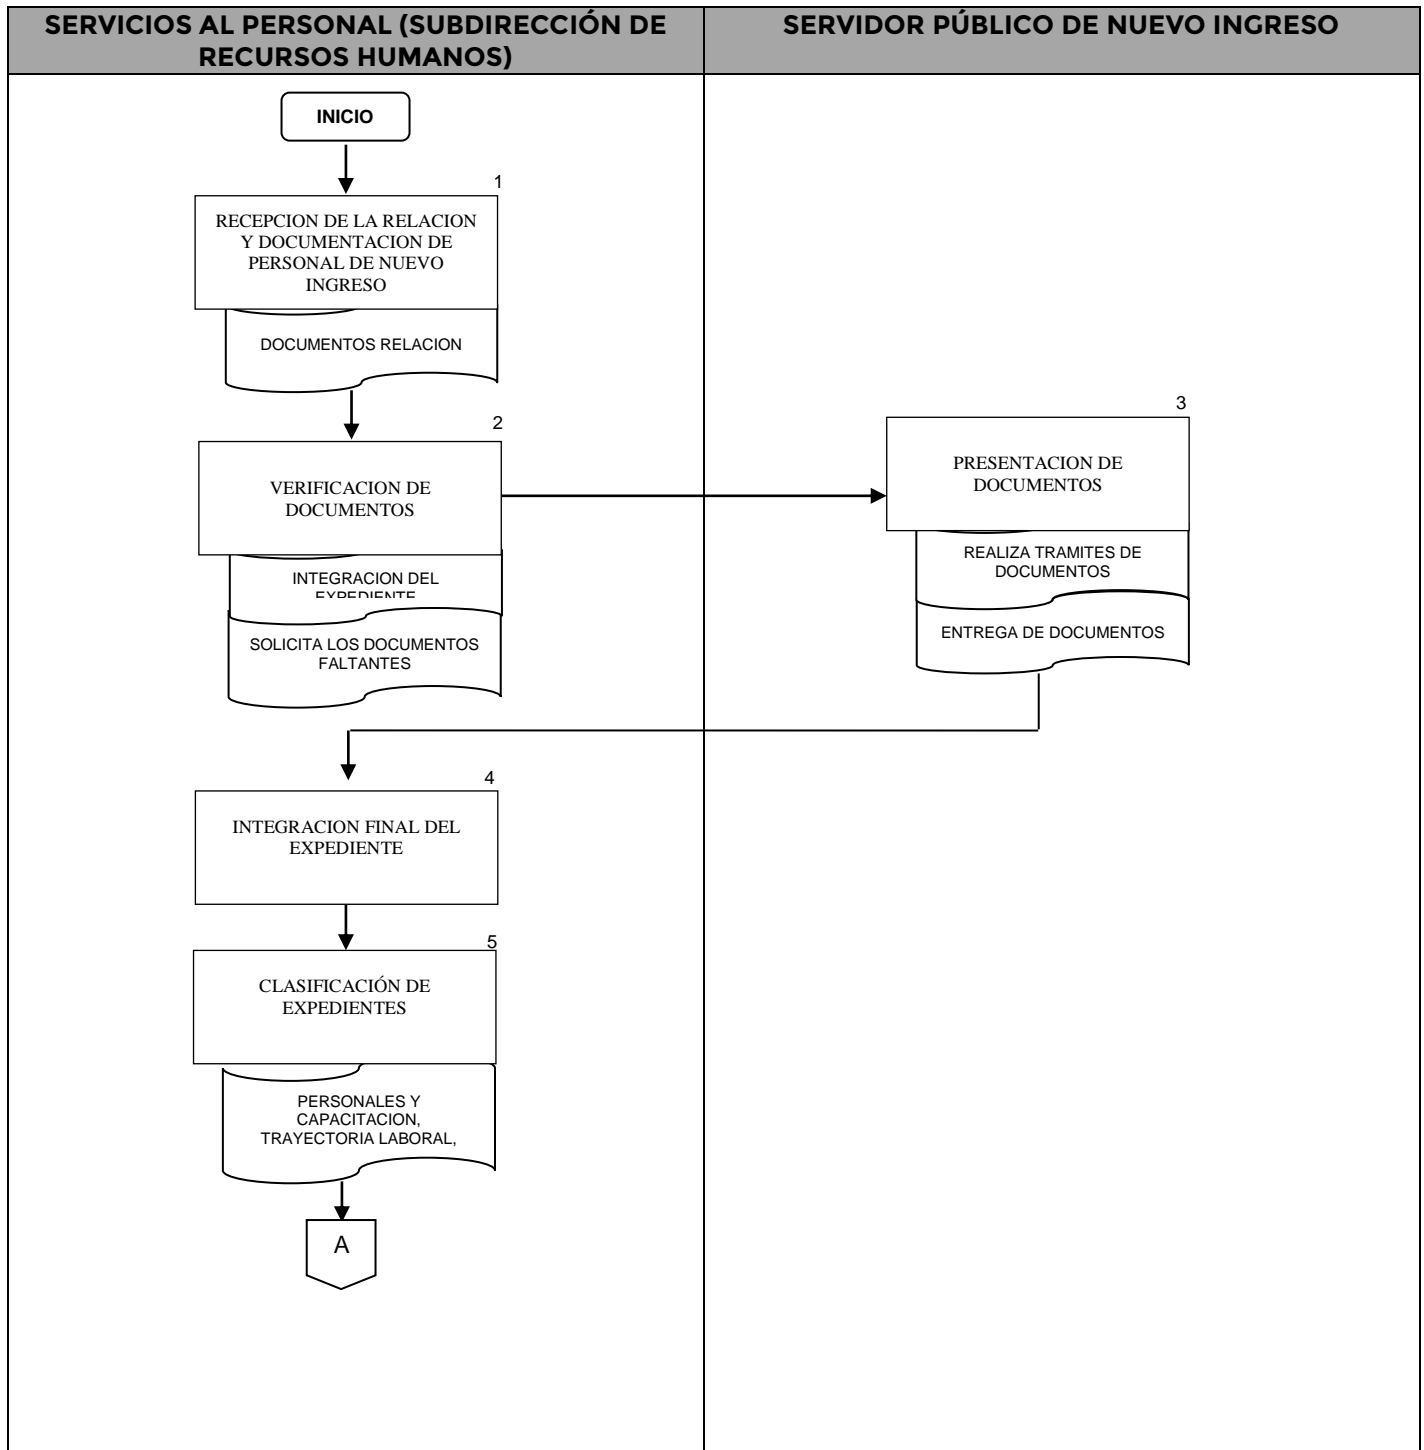 SERVICIOS AL PERSONAL (SUBDIRECCIÓN DE
RECURSOS HUMANOS)
SERVIDOR PÚBLICO DE NUEVO INGRESO
INICIO
1
RECEPCION DE LA RELACION
Y DOCUMENTACION DE
PERSONAL DE NUEVO
INGRESO
DOCUMENTOS RELACION
2
VERIFICACION DE
DOCUMENTOS
INTEGRACION DEL
EXPEDIENTE
SOLICITA LOS DOCUMENTOS
FALTANTES
3
PRESENTACION DE
DOCUMENTOS
REALIZA TRAMITES DE
DOCUMENTOS
ENTREGA DE DOCUMENTOS
4
INTEGRACION FINAL DEL
EXPEDIENTE
5
CLASIFICACIÓN DE
EXPEDIENTES
PERSONALES Y
CAPACITACION,
TRAYECTORIA LABORAL,
A